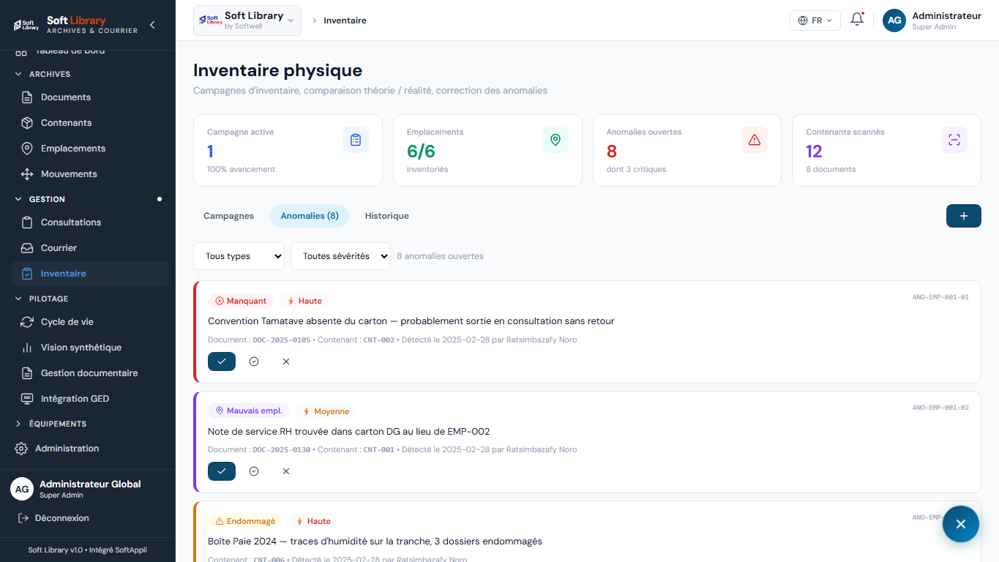 Soft Library
Soft Library
ARCHIVES & COURRIER
Tableau de bord
ARCHIVES
Documents
Contenants
Emplacements
Mouvements
GESTION
Consultations
Courrier
Inventaire
PILOTAGE
Cycle de vie
Vision synthétique
Gestion documentaire
Intégration GED
ÉQUIPEMENTS
Administration
AG
Administrateur Global
Super Admin
Déconnexion
Soft Library v1.0 • Intégré SoftAppli
Soft Library
Soft Library
by Softwell
Inventaire
FR
AG
Administrateur
Super Admin
Inventaire physique
Campagnes d'inventaire, comparaison théorie / réalité, correction des anomalies
Campagne active
1
100% avancement
Emplacements
6/6
inventoriés
Anomalies ouvertes
8
dont 3 critiques
Contenants scannés
12
8 documents
Campagnes
Anomalies (8)
Historique
Tous types
Toutes sévérités
8 anomalies ouvertes
Manquant
Haute
ANO-EMP-001-01
Convention Tamatave absente du carton — probablement sortie en consultation sans retour
Document : DOC-2025-0105 • Contenant : CNT-002 • Détecté le 2025-02-28 par Ratsimbazafy Noro
Mauvais empl.
Moyenne
ANO-EMP-001-02
Note de service RH trouvée dans carton DG au lieu de EMP-002
Document : DOC-2025-0130 • Contenant : CNT-001 • Détecté le 2025-02-28 par Ratsimbazafy Noro
Endommagé
Haute
ANO-EMP-
Boîte Paie 2024 — traces d'humidité sur la tranche, 3 dossiers endommagés
Contenant : CNT-006 • Détecté le 2025-02-28 par Ratsimbazafy Noro